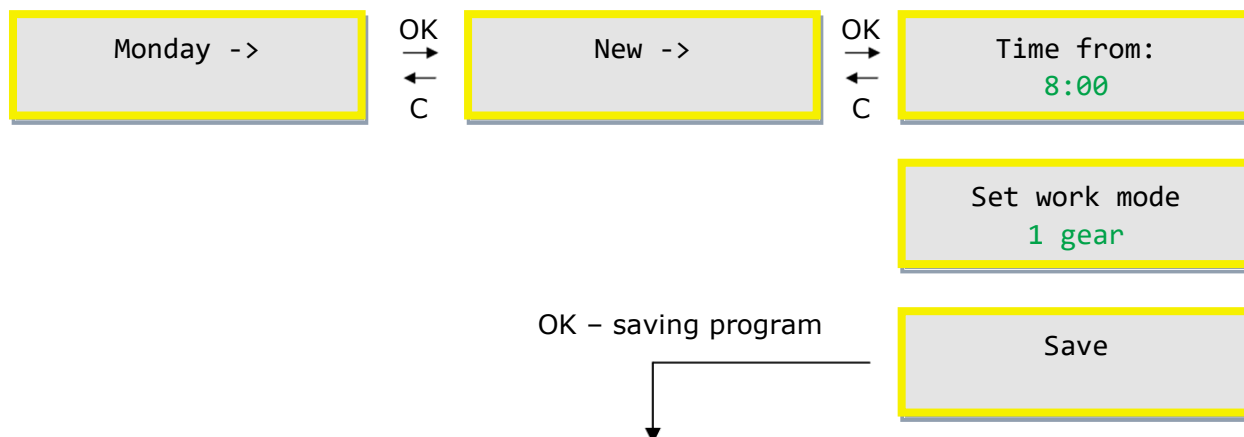 Monday ->
OK
C
New ->
OK
C
Time from:
8:00
Set work mode
1 gear
OK – saving program
Save